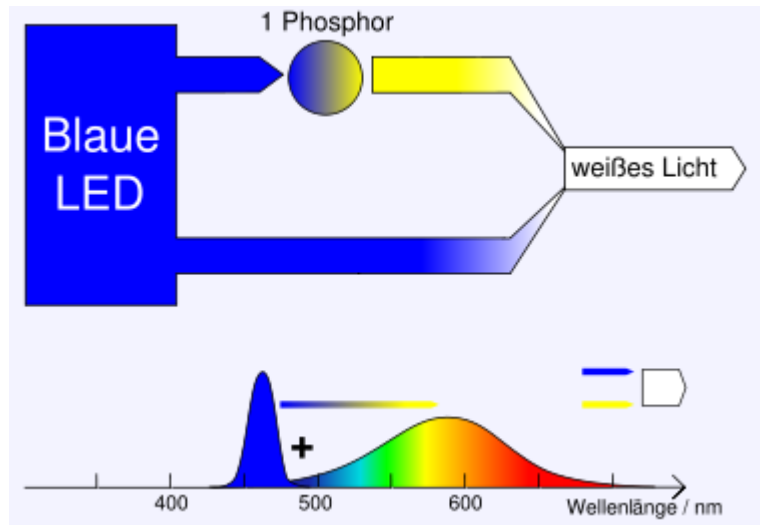 1 Phosphor
Blaue
LED
weißes Licht
+
400
500
600
Wellenlänge / nm